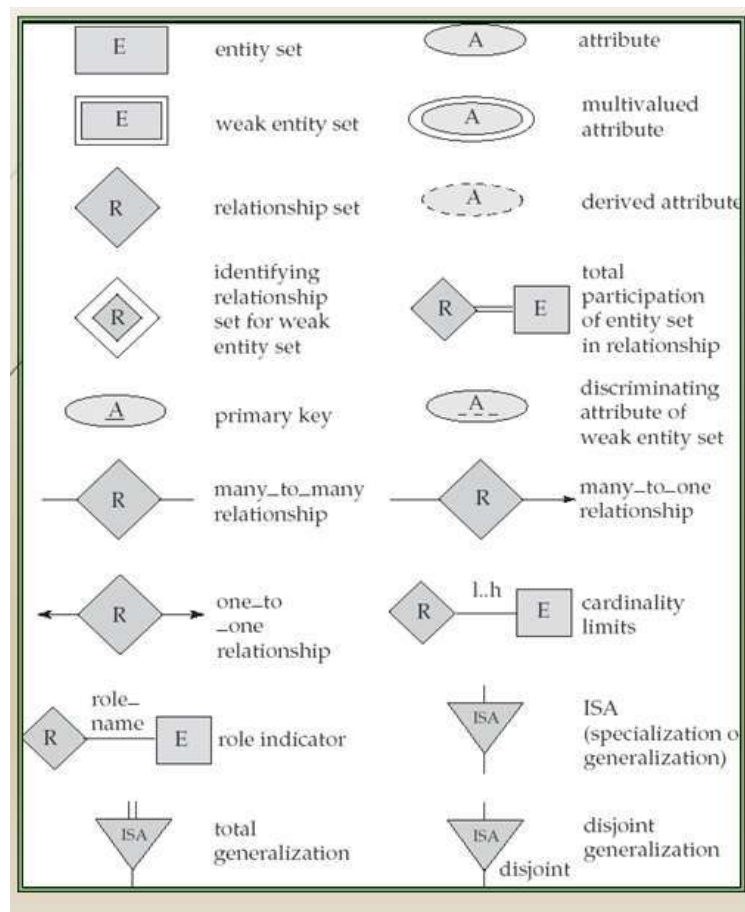 E
entity set
A
attribute
E
weak entity set
A
multivalued
attribute
R
relationship set
A
derived attribute
R
identifying
relationship
set for weak
entity set
R
E
total
participation
of entity set
in relationship
A
primary key
A
discriminating
attribute of
weak entity set
R
many_to_many
relationship
R
many_to_one
relationship
R
one_to
_one
relationship
R
l..h
E
cardinality
limits
R
role_
name
E
role indicator
ISA
ISA
(specialization o
generalization)
ISA
total
generalization
ISA
disjoint
disjoint
generalization